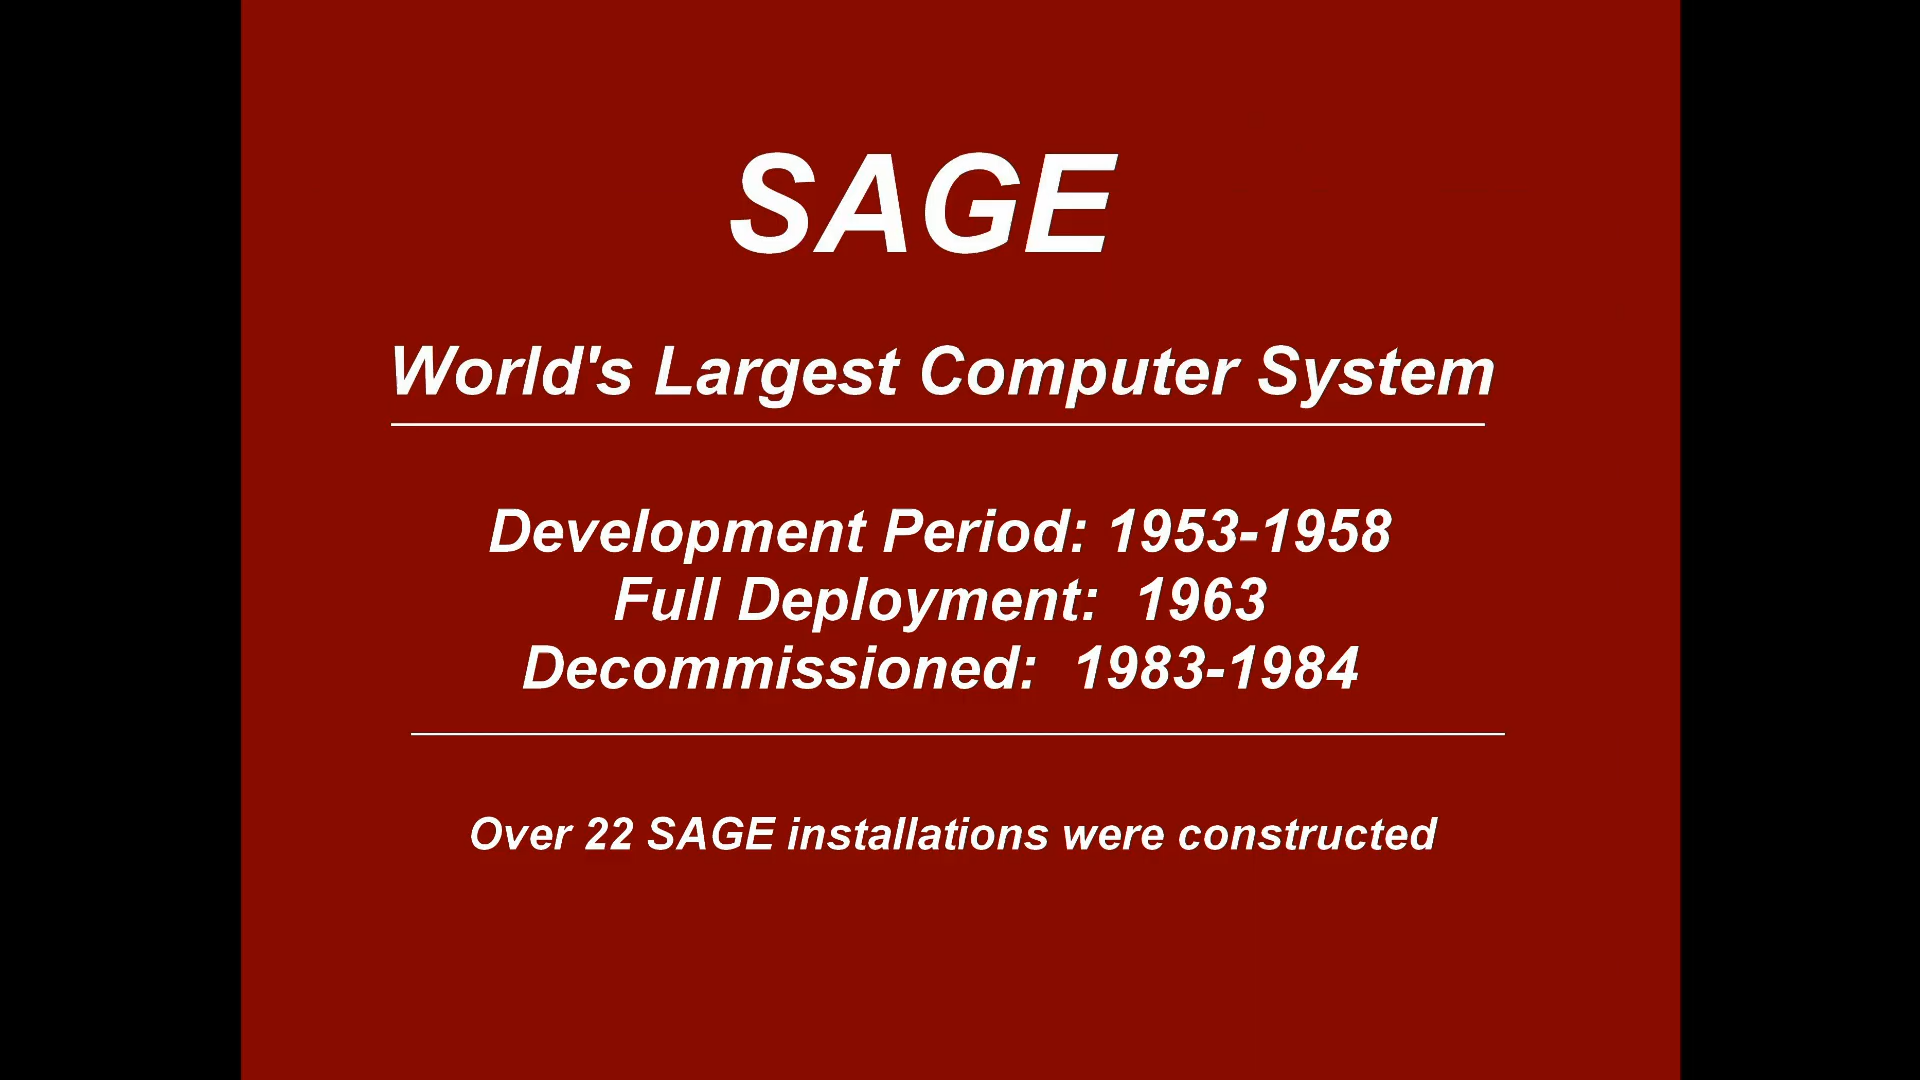 SAGE
World's Largest Computer System
Development Period: 1953-1958
Full Deployment: 1963
Decommissioned: 1983-1984
Over 22 SAGE installations were constructed